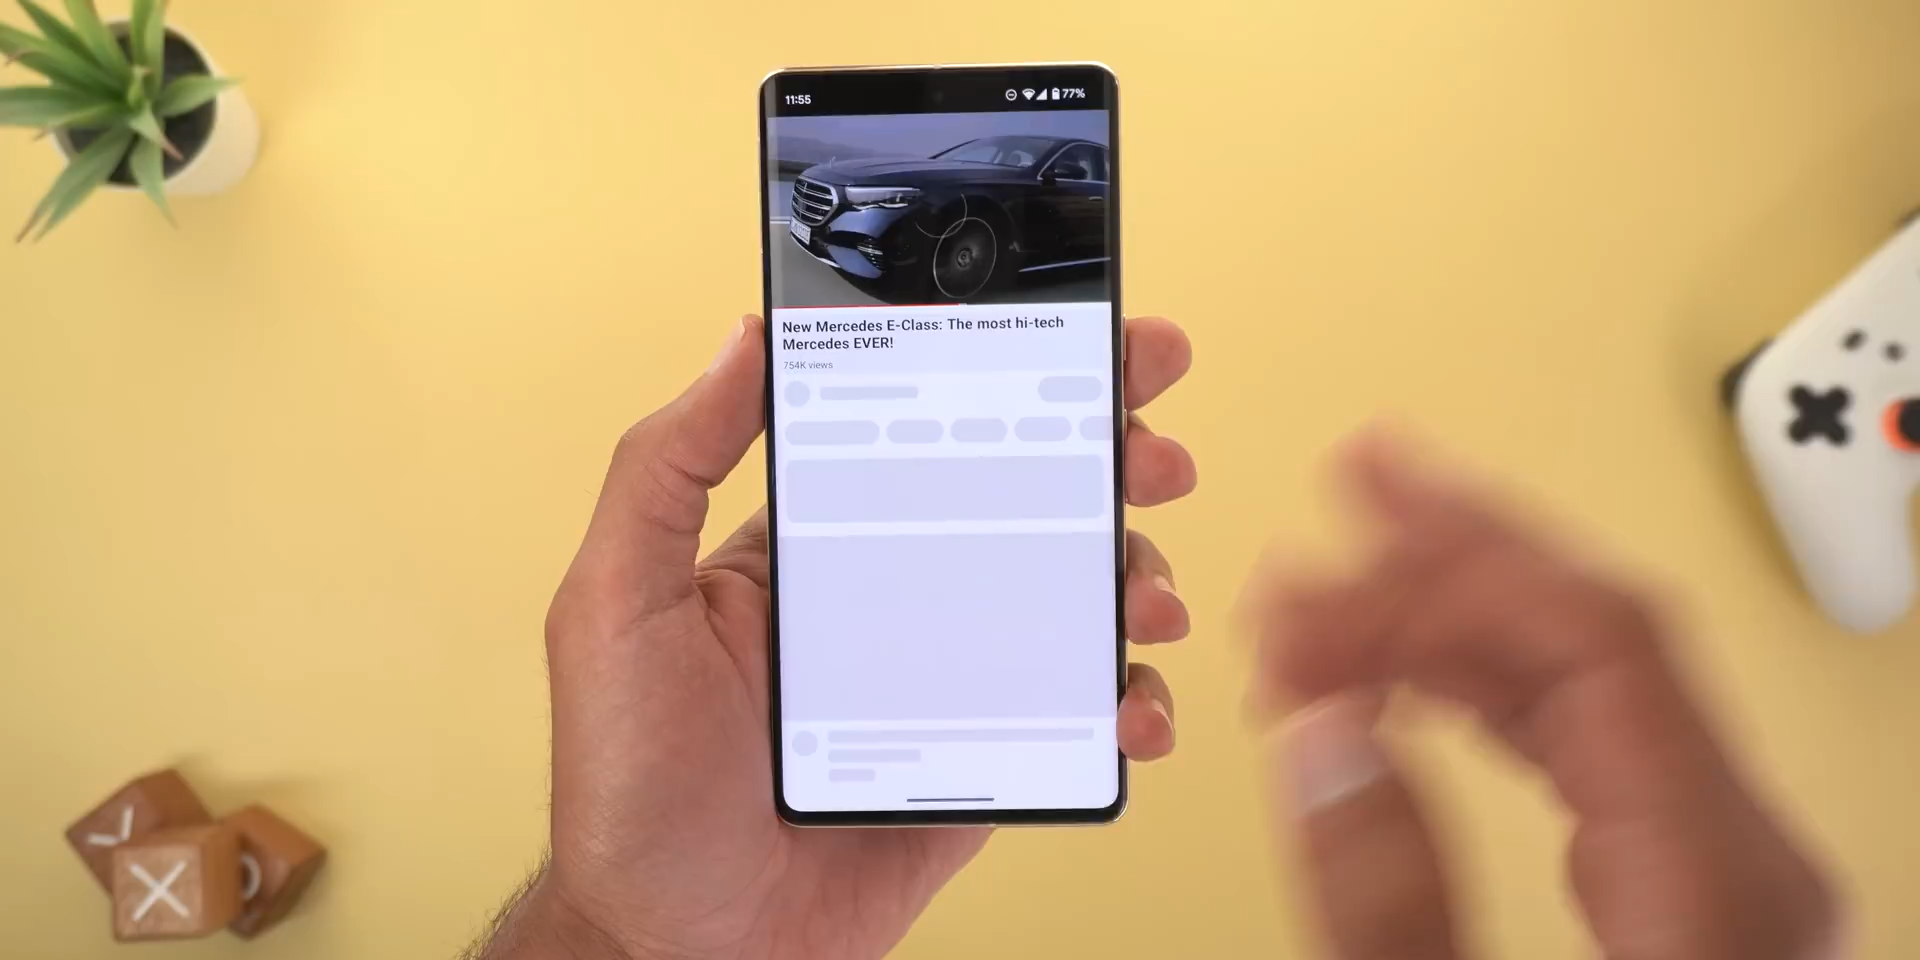 11:55
77%
New Mercedes E-Class: The most hi-tech
Mercedes EVER!
754K views
X